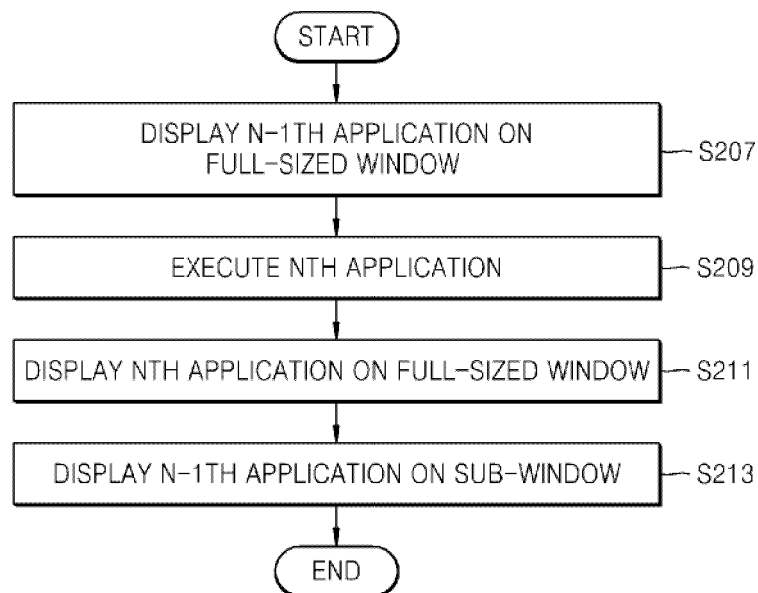 START
DISPLAY N-1TH APPLICATION ON
FULL-SIZED WINDOW
S207
EXECUTE NTH APPLICATION
S209
DISPLAY NTH APPLICATION ON FULL-SIZED WINDOW
S211
DISPLAY N-1TH APPLICATION ON SUB-WINDOW
S213
END